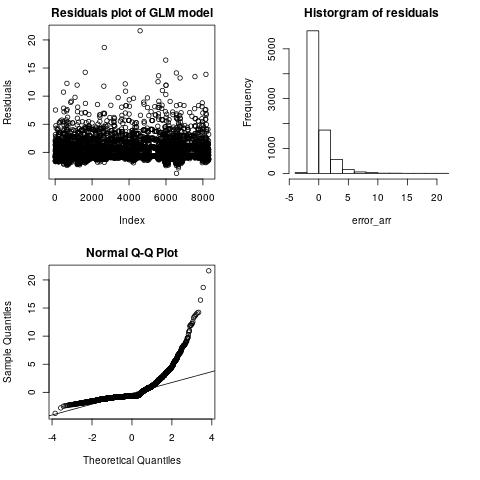 Residuals plot of GLM model
Residuals
20
15
10
5
0
0 2000 4000 6000 8000
Index
Historgram of residuals
Frequency
5000
3000
1000
0
-5 0 5 10 15 20
error_arr
Normal Q-Q Plot
Sample Quantiles
20
15
10
5
0
-4 -2 0 2 4
Theoretical Quantiles